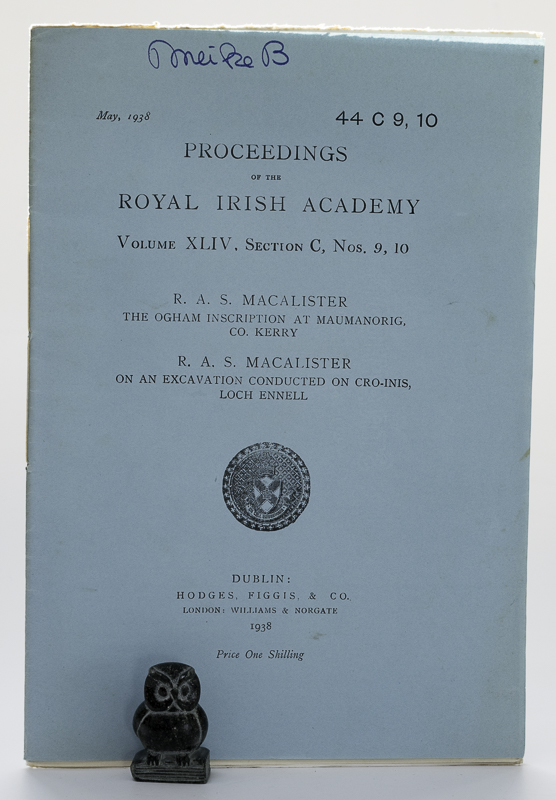 Meike B
May, 1938
44 C 9, 10
PROCEEDINGS
OF THE
ROYAL IRISH ACADEMY
VOLUME XLIV, SECTION C, NOS. 9, 10
R. A. S. MACALISTER
THE OGHAM INSCRIPTION AT MAUMANORIG,
CO. KERRY
R. A. S. MACALISTER
ON AN EXCAVATION CONDUCTED ON CRO-INIS,
LOCH ENNELL
DUBLIN:
HODGES, FIGGIS, & CO.
LONDON: WILLIAMS & NORGATE
1938
Price One Shilling